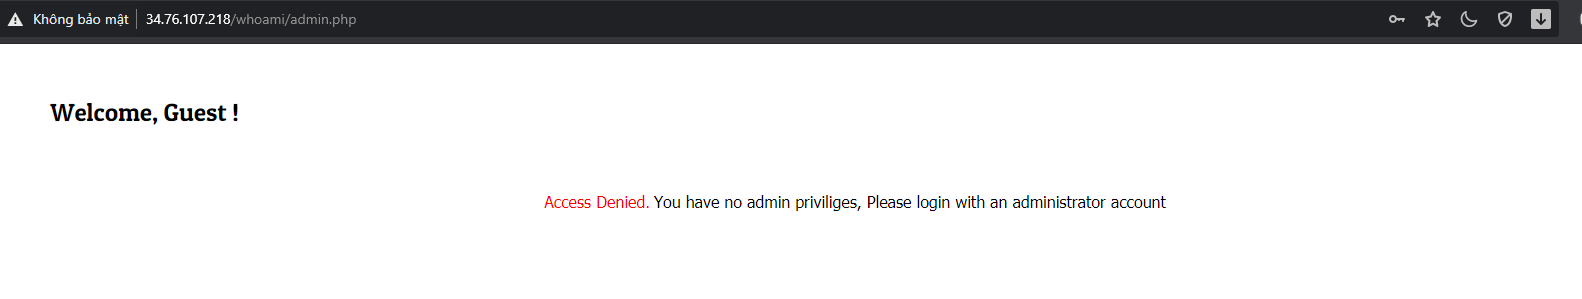 Không bảo mật 34.76.107.218/whoami/admin.php
Welcome, Guest !
Access Denied. You have no admin priviliges, Please login with an administrator account